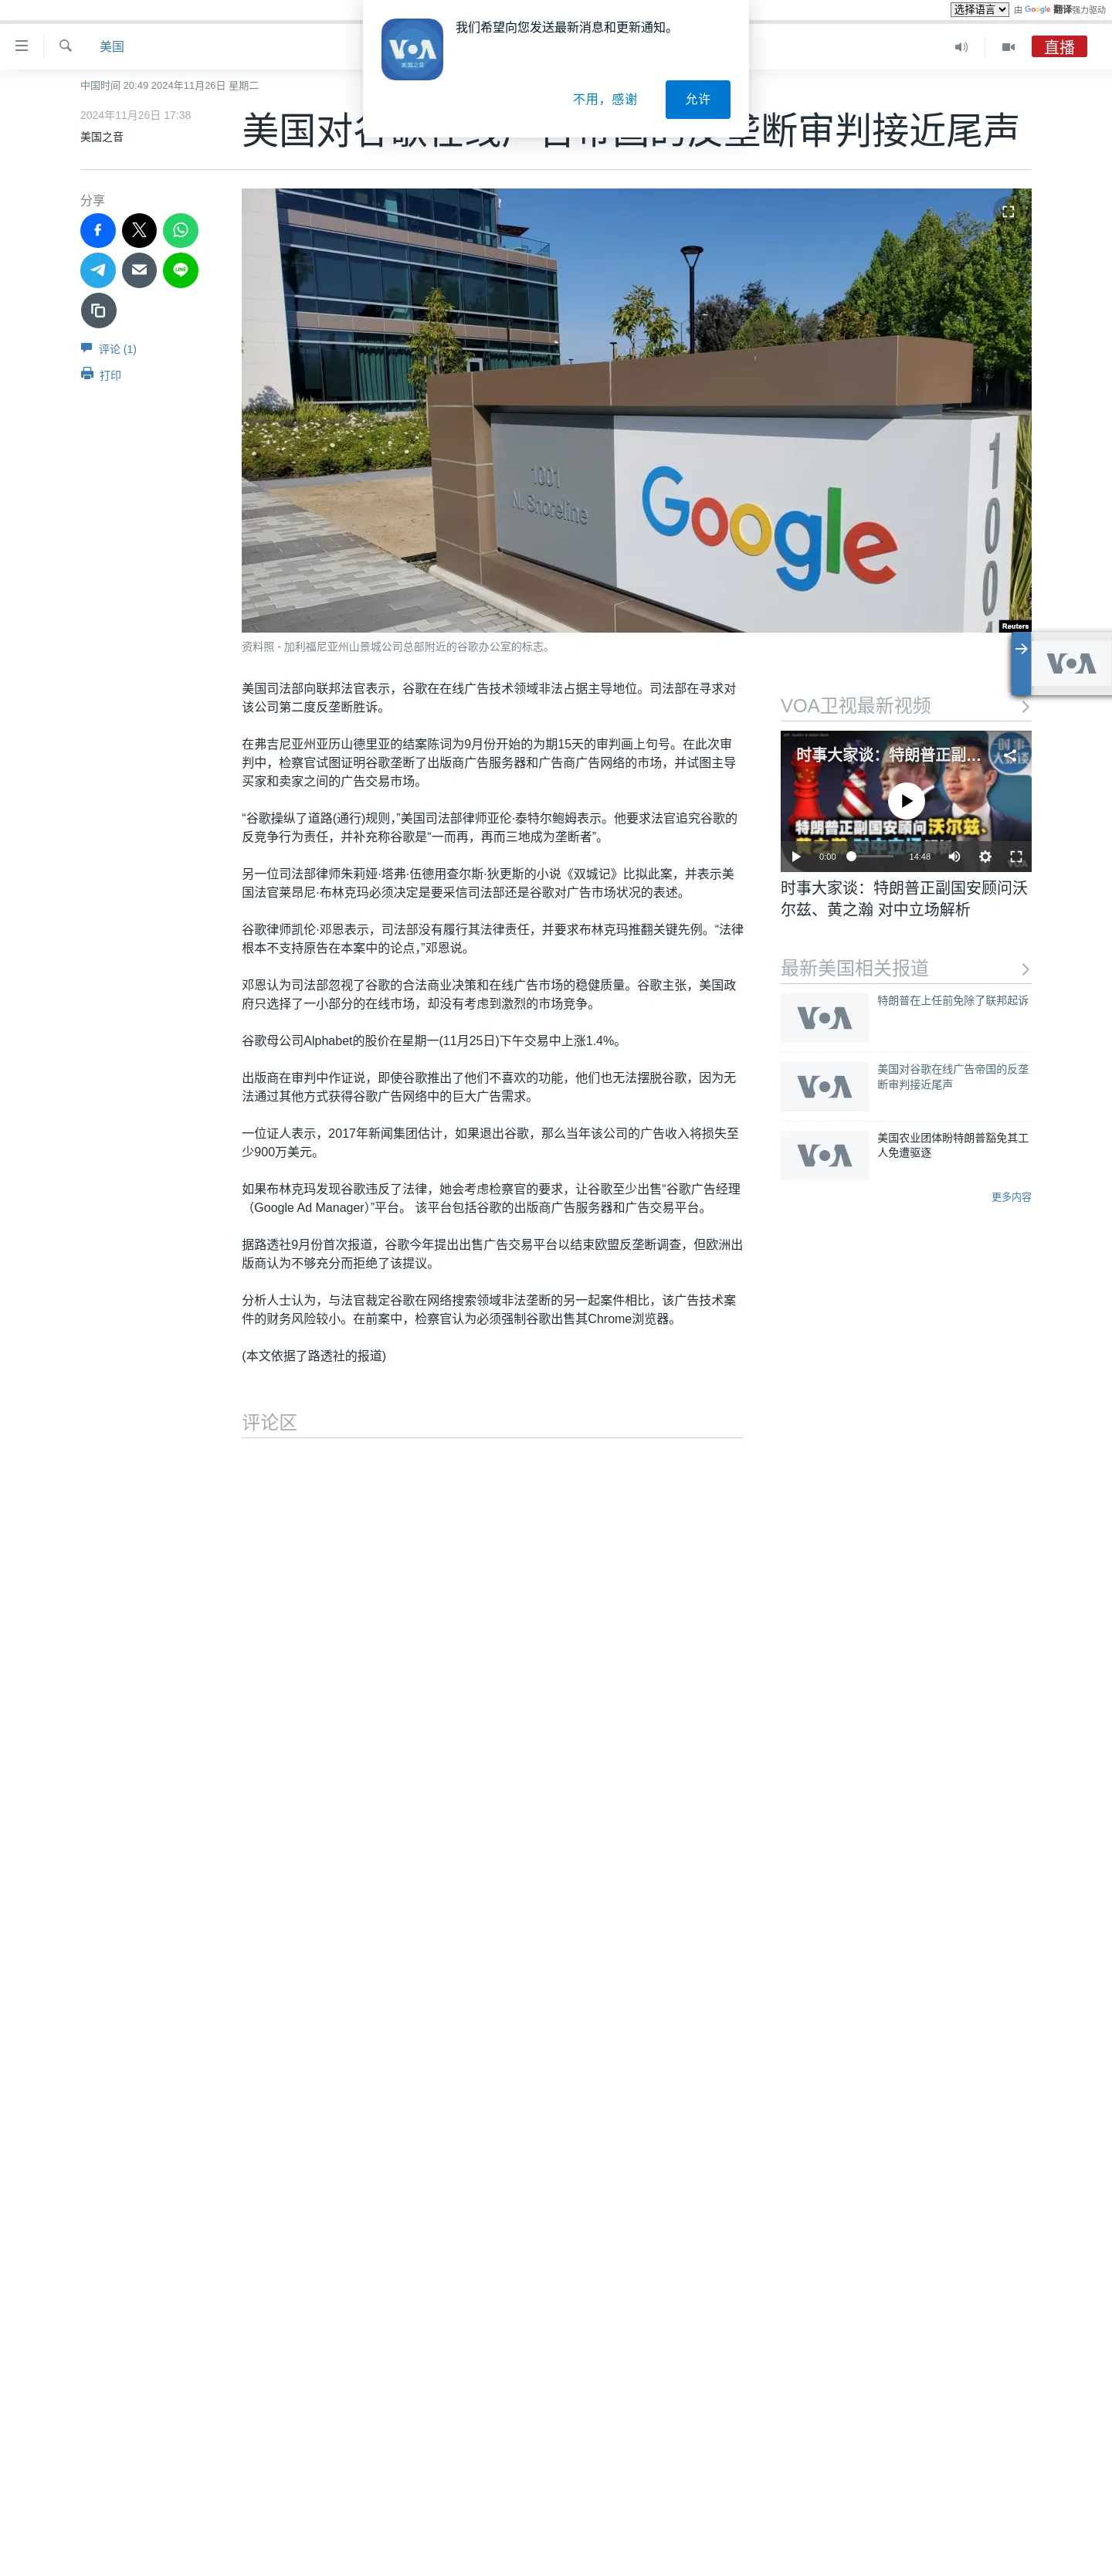 选择语言 由 Google 翻译强力驱动
我们希望向您发送最新消息和更新通知。
VOA
美国之音
不用，感谢
允许
美国
直播
中国时间 20:49 2024年11月26日 星期二
2024年11月26日 17:38
美国之音
美国对谷歌在线广告帝国的反垄断审判接近尾声
分享
评论 (1)
打印
1001
N. Shoreline
Google
1001
Reuters
资料照 - 加利福尼亚州山景城公司总部附近的谷歌办公室的标志。
VOA
美国司法部向联邦法官表示，谷歌在在线广告技术领域非法占据主导地位。司法部在寻求对
该公司第二度反垄断胜诉。
在弗吉尼亚州亚历山德里亚的结案陈词为9月份开始的为期15天的审判画上句号。在此次审
判中，检察官试图证明谷歌垄断了出版商广告服务器和广告商广告网络的市场，并试图主导
买家和卖家之间的广告交易市场。
“谷歌操纵了道路(通行)规则，”美国司法部律师亚伦·泰特尔鲍姆表示。他要求法官追究谷歌的
反竞争行为责任，并补充称谷歌是“一而再，再而三地成为垄断者”。
另一位司法部律师朱莉娅·塔弗·伍德用查尔斯·狄更斯的小说《双城记》比拟此案，并表示美
国法官莱昂尼·布林克玛必须决定是要采信司法部还是谷歌对广告市场状况的表述。
谷歌律师凯伦·邓恩表示，司法部没有履行其法律责任，并要求布林克玛推翻关键先例。“法律
根本不支持原告在本案中的论点，”邓恩说。
邓恩认为司法部忽视了谷歌的合法商业决策和在线广告市场的稳健质量。谷歌主张，美国政
府只选择了一小部分的在线市场，却没有考虑到激烈的市场竞争。
谷歌母公司Alphabet的股价在星期一(11月25日)下午交易中上涨1.4%。
出版商在审判中作证说，即使谷歌推出了他们不喜欢的功能，他们也无法摆脱谷歌，因为无
法通过其他方式获得谷歌广告网络中的巨大广告需求。
一位证人表示，2017年新闻集团估计，如果退出谷歌，那么当年该公司的广告收入将损失至
少900万美元。
如果布林克玛发现谷歌违反了法律，她会考虑检察官的要求，让谷歌至少出售“谷歌广告经理
（Google Ad Manager）”平台。 该平台包括谷歌的出版商广告服务器和广告交易平台。
据路透社9月份首次报道，谷歌今年提出出售广告交易平台以结束欧盟反垄断调查，但欧洲出
版商认为不够充分而拒绝了该提议。
分析人士认为，与法官裁定谷歌在网络搜索领域非法垄断的另一起案件相比，该广告技术案
件的财务风险较小。在前案中，检察官认为必须强制谷歌出售其Chrome浏览器。
(本文依据了路透社的报道)
评论区
VOA卫视最新视频
时事大家谈：特朗普正副...
时事
大家谈
特朗普正副国安顾问沃尔兹、
黄之瀚 对中立场解析
0:00
14:48
VOA
时事大家谈：特朗普正副国安顾问沃
尔兹、黄之瀚 对中立场解析
最新美国相关报道
VOA
特朗普在上任前免除了联邦起诉
VOA
美国对谷歌在线广告帝国的反垄
断审判接近尾声
VOA
美国农业团体盼特朗普豁免其工
人免遭驱逐
更多内容